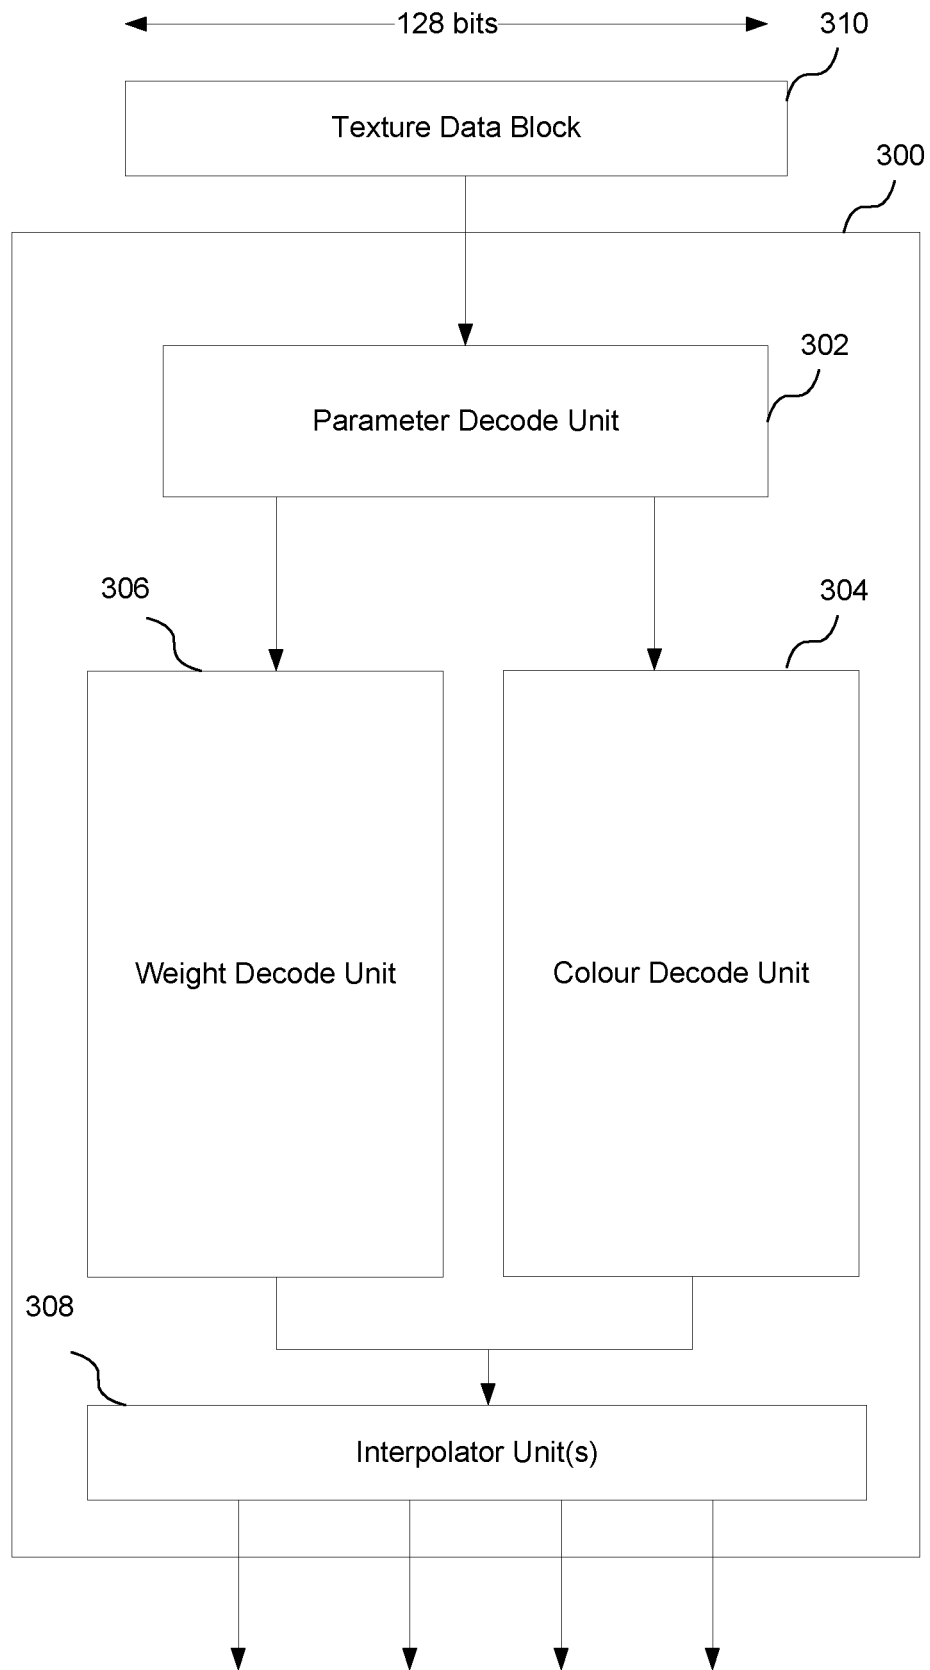 128 bits
310
Texture Data Block
300
302
Parameter Decode Unit
306
304
Weight Decode Unit
Colour Decode Unit
308
Interpolator Unit(s)